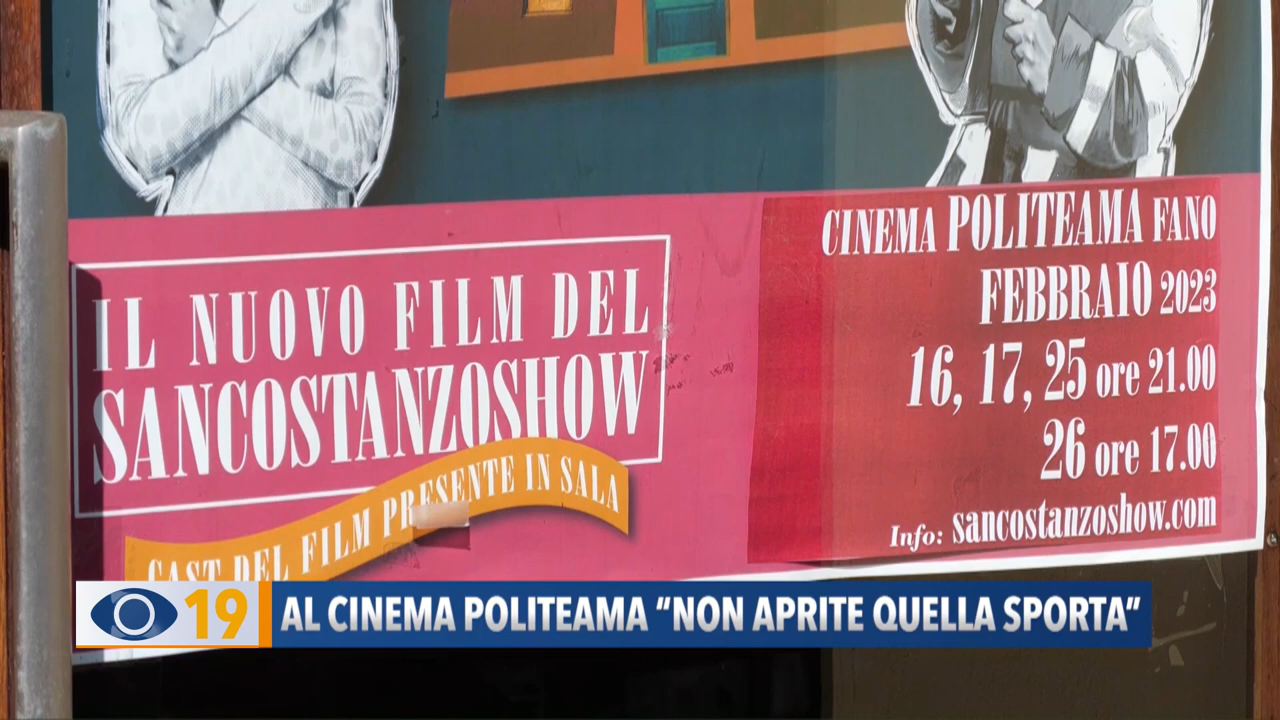 IL NUOVO FILM DEL
SANCOSTANZOSHOW
CAST DEL FILM PRESENTE IN SALA
CINEMA POLITEAMA FANO
FEBBRAIO 2023
16, 17, 25 ore 21.00
26 ore 17.00
Info: sancostanzoshow.com
19
AL CINEMA POLITEAMA “NON APRITE QUELLA SPORTA”